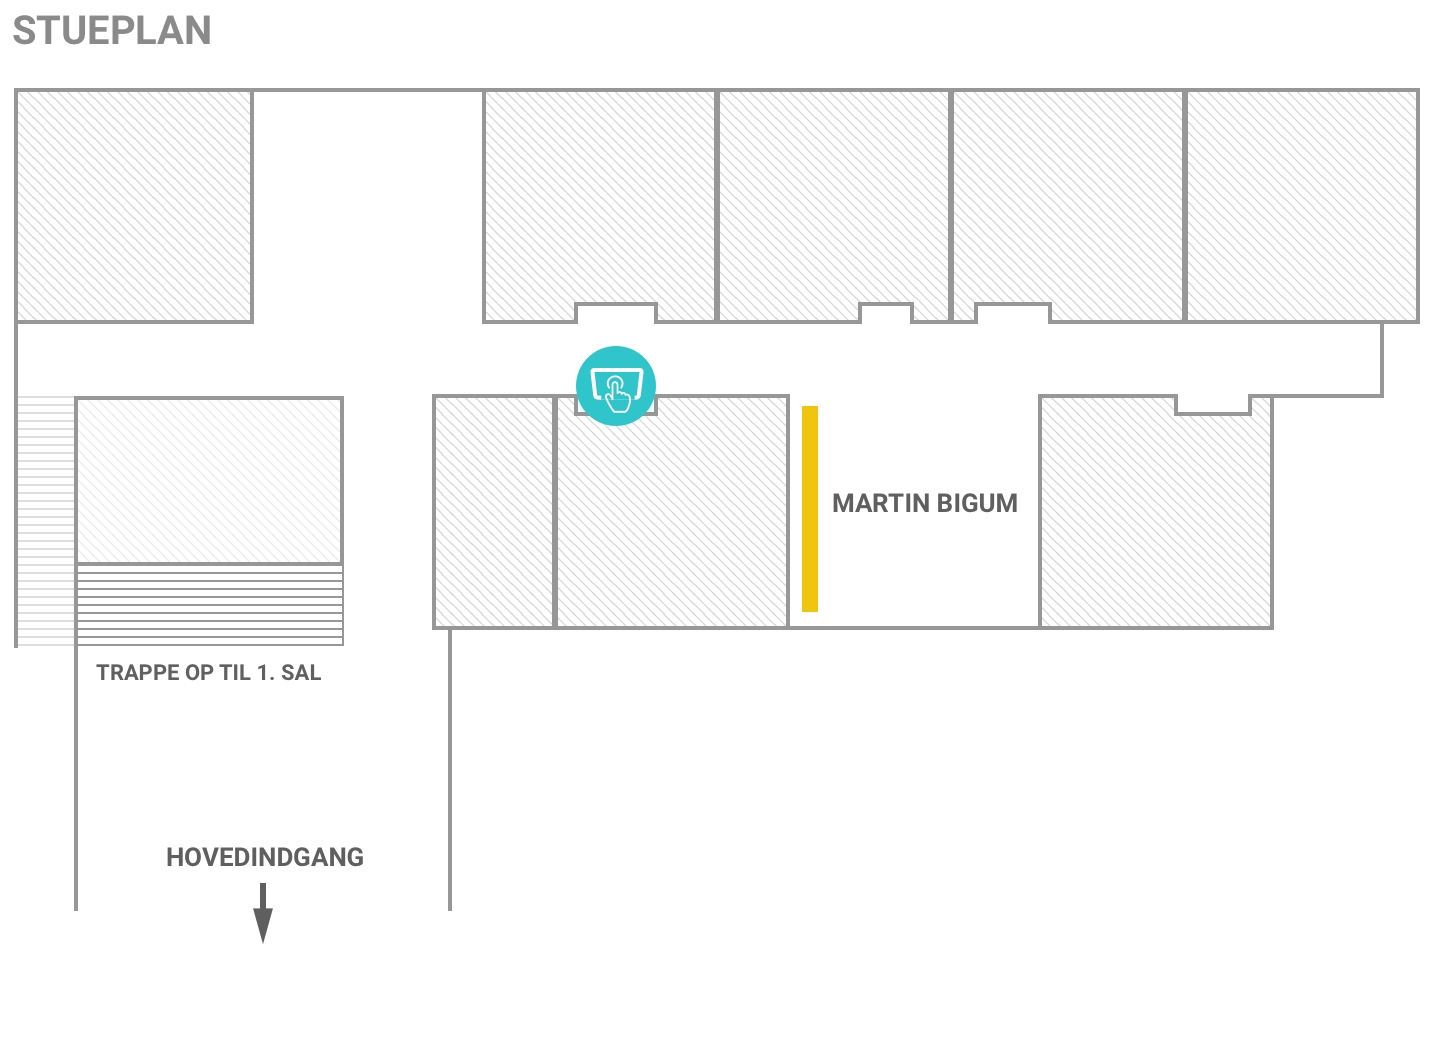 STUEPLAN
MARTIN BIGUM
TRAPPE OP TIL 1. SAL
HOVEDINDGANG